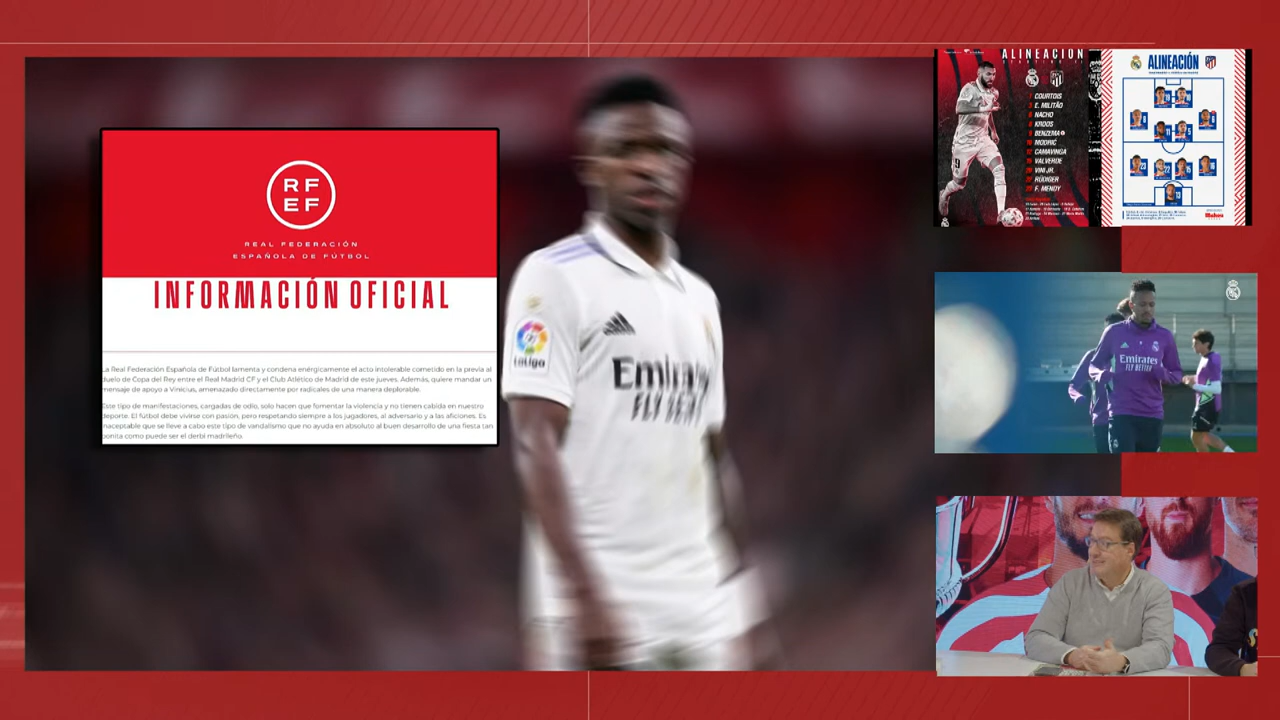 RF
EF
REAL FEDERACIÓN
ESPAÑOLA DE FÚTBOL
INFORMACIÓN OFICIAL
La Real Federación Española de Fútbol lamenta y condena enérgicamente el acto intolerable cometido en la previa al
duelo de Copa del Rey entre el Real Madrid CF y el Club Atlético de Madrid de este jueves. Además, quiere mandar un
mensaje de apoyo a Vinicius, amenazado directamente por radicales de una manera deplorable.
Este tipo de manifestaciones, cargadas de odio, solo hacen que fomentar la violencia y no tienen cabida en nuestro
deporte. El fútbol debe vivirse con pasión, pero respetando siempre a los jugadores, al adversario y a las aficiones. Es
inaceptable que se lleve a cabo este tipo de vandalismo que no ayuda en absoluto al buen desarrollo de una fiesta tan
bonita como puede ser el derbi madrileño.
LaLiga
Emirates
FLY BETTER
ALINEACION
COURTOIS
E. MILITÃO
NACHO
KROOS
BENZEMA
MODRIĆ
CAMAVINGA
VALVERDE
VINI JR.
RÜDIGER
F. MENDY
ALINEACIÓN
Mahou
Emirates
FLY BETTER